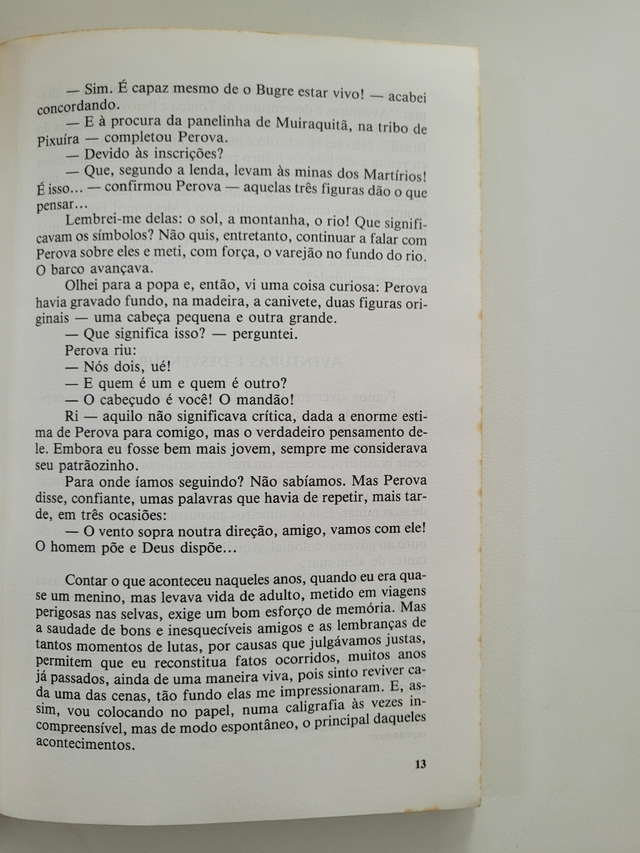 — Sim. É capaz mesmo de o Bugre estar vivo! — acabei
concordando.
— E à procura da panelinha de Muiraquitã, na tribo de
Pixuíra — completou Perova.
— Devido às inscrições?
— Que, segundo a lenda, levam às minas dos Martírios!
É isso... — confirmou Perova — aquelas três figuras dão o que
pensar...
Lembrei-me delas: o sol, a montanha, o rio! Que signifi-
cavam os símbolos? Não quis, entretanto, continuar a falar com
Perova sobre eles e meti, com força, o varejão no fundo do rio.
O barco avançava.
Olhei para a popa e, então, vi uma coisa curiosa: Perova
havia gravado fundo, na madeira, a canivete, duas figuras ori-
ginais — uma cabeça pequena e outra grande.
— Que significa isso? — perguntei.
Perova riu:
— Nós dois, ué!
— E quem é um e quem é outro?
— O cabeçudo é você! O mandão!
Ri — aquilo não significava crítica, dada a enorme esti-
ma de Perova para comigo, mas o verdadeiro pensamento de-
le. Embora eu fosse bem mais jovem, sempre me considerava
seu patrãozinho.
Para onde íamos seguindo? Não sabíamos. Mas Perova
disse, confiante, umas palavras que havia de repetir, mais tar-
de, em três ocasiões:
— O vento sopra noutra direção, amigo, vamos com ele!
O homem põe e Deus dispõe...
Contar o que aconteceu naqueles anos, quando eu era qua-
se um menino, mas levava vida de adulto, metido em viagens
perigosas nas selvas, exige um bom esforço de memória. Mas
a saudade de bons e inesquecíveis amigos e as lembranças de
tantos momentos de lutas, por causas que julgávamos justas,
permitem que eu reconstitua fatos ocorridos, muitos anos
já passados, ainda de uma maneira viva, pois sinto reviver ca-
da uma das cenas, tão fundo elas me impressionaram. E, as-
sim, vou colocando no papel, numa caligrafia às vezes in-
compreensível, mas de modo espontâneo, o principal daqueles
acontecimentos.
13